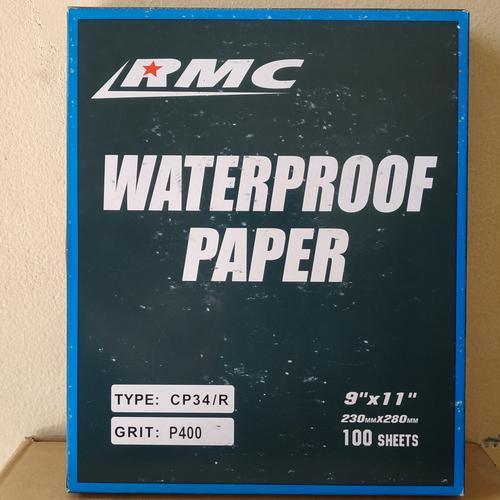 RMC
WATERPROOF
PAPER
TYPE: CP34/R
GRIT: P400
9"x11"
230MMX280MM
100 SHEETS